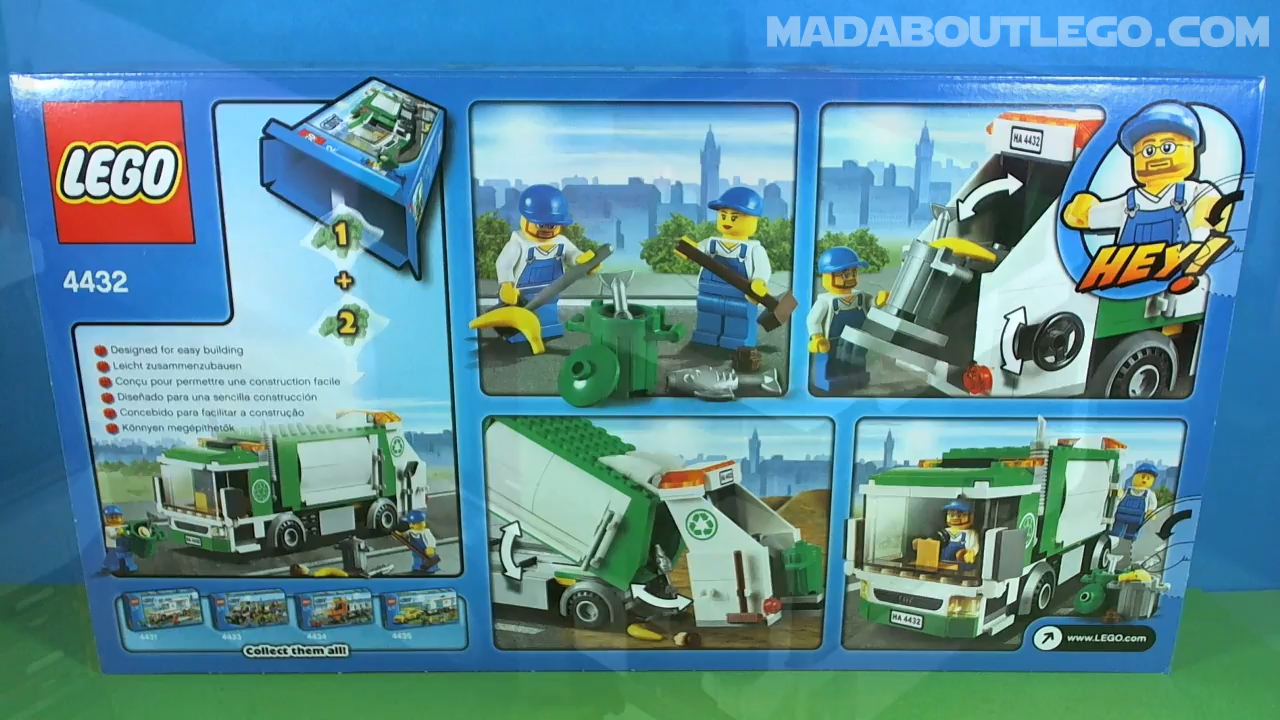 MADABOUTLEGO.COM
LEGO
4432
1
+
2
Designed for easy building
Leicht zusammenzubauen
Conçu pour permettre une construction facile
Diseñado para una sencilla construcción
Concebido para facilitar a construção
Könnyen megépíthetők
HA 4432
HEY!
HA 4432
4431
4433
4434
4435
Collect them all!
www.LEGO.com